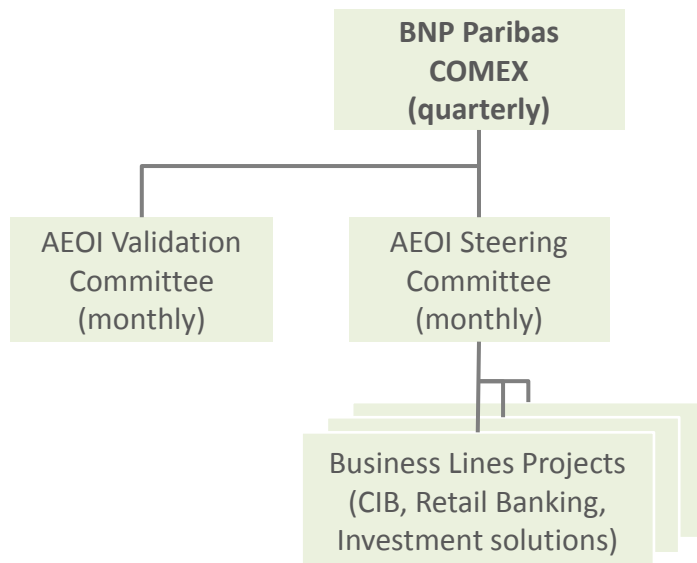 BNP Paribas
COMEX
(quarterly)
AEOI Validation
Committee
(monthly)
AEOI Steering
Committee
(monthly)
Business Lines Projects
(CIB, Retail Banking,
Investment solutions)